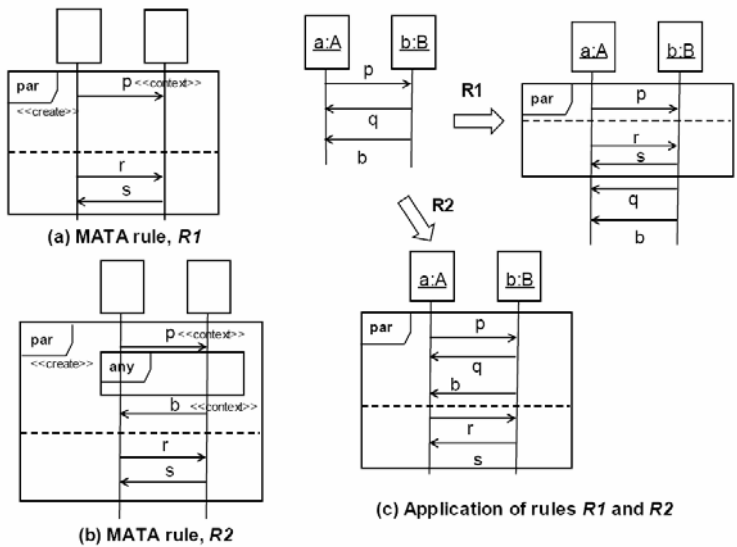 par
<<create>>
p <<context>>
r
s
(a) MATA rule, R1
par
<<create>>
p <<context>>
any
b <<context>>
r
s
(b) MATA rule, R2
a:A
b:B
p
q
b
R1
R2
a:A
b:B
par
p
r
s
q
b
a:A
b:B
par
p
q
b
r
s
(c) Application of rules R1 and R2